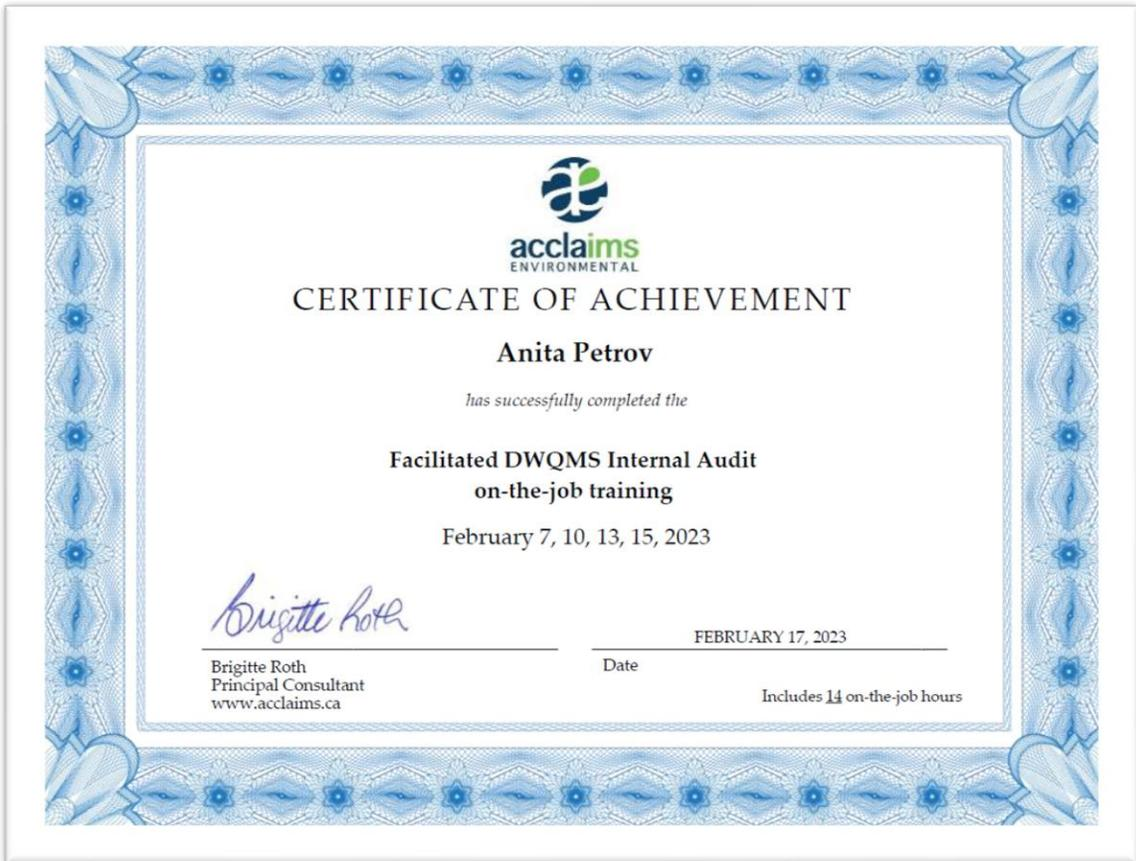 acclaims
ENVIRONMENTAL
CERTIFICATE OF ACHIEVEMENT
Anita Petrov
has successfully completed the
Facilitated DWQMS Internal Audit
on-the-job training
February 7, 10, 13, 15, 2023
Brigitte Roth
FEBRUARY 17, 2023
Brigitte Roth
Date
Principal Consultant
www.acclaims.ca
Includes 14 on-the-job hours